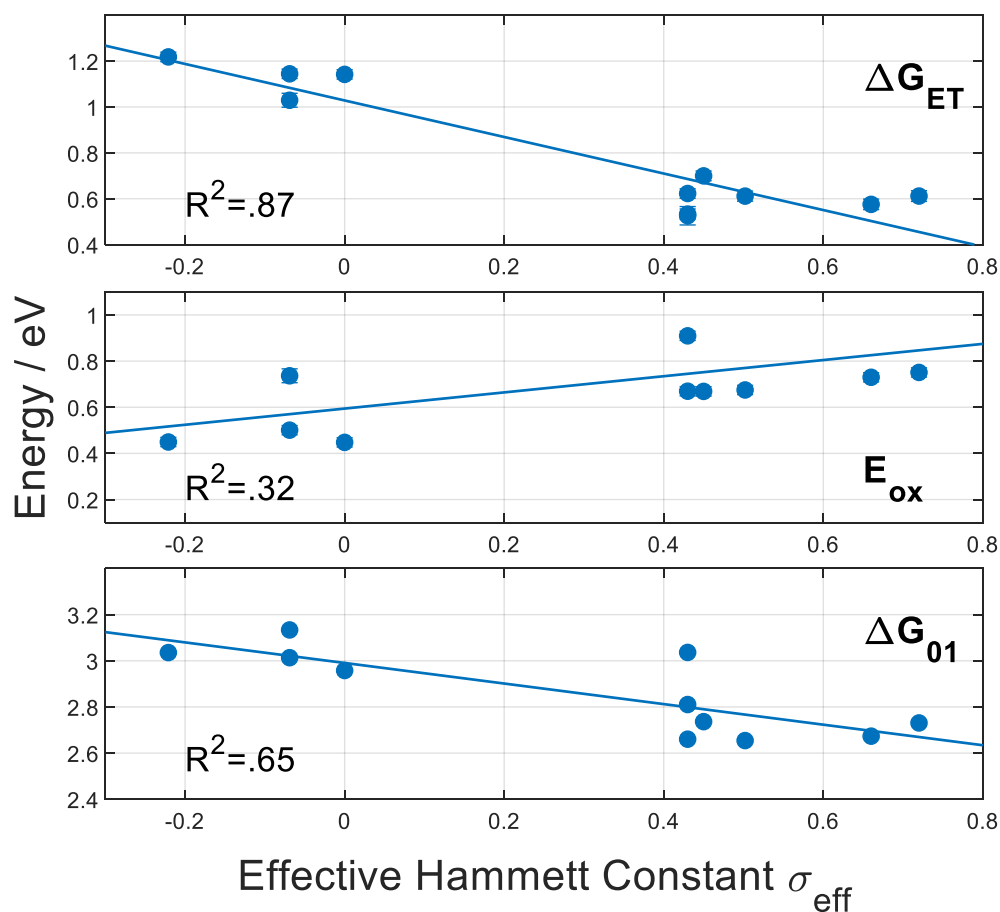 1.2
1
0.8
0.6
0.4
ΔG_ET
R²=.87
-0.2 0 0.2 0.4 0.6 0.8
Energy / eV
1
0.8
0.6
0.4
0.2
E_ox
R²=.32
-0.2 0 0.2 0.4 0.6 0.8
3.2
3
2.8
2.6
2.4
ΔG_01
R²=.65
-0.2 0 0.2 0.4 0.6 0.8
Effective Hammett Constant σ_eff